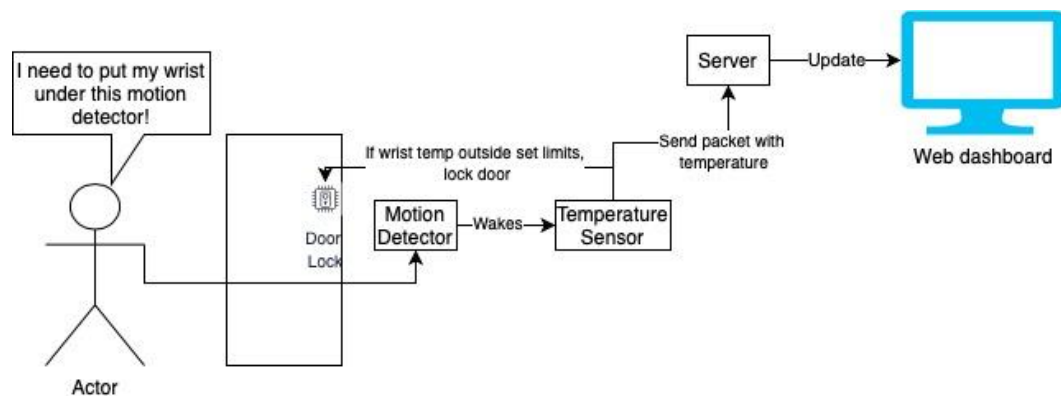 I need to put my wrist
under this motion
detector!
Server
Update
Web dashboard
If wrist temp outside set limits,
lock door
Send packet with
temperature
Door
Lock
Motion
Detector
Wakes
Temperature
Sensor
Actor